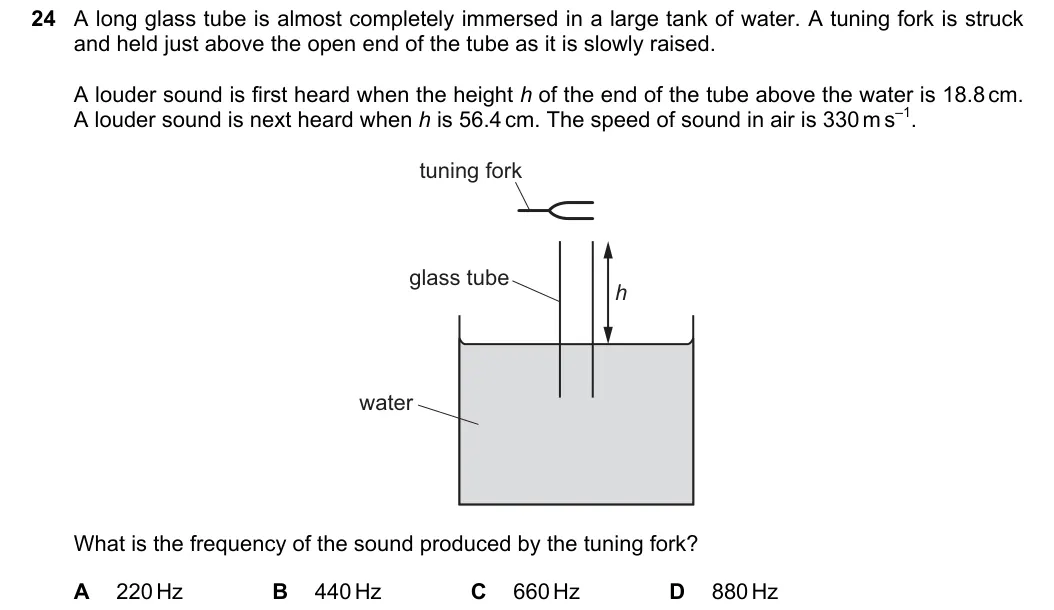 24 A long glass tube is almost completely immersed in a large tank of water. A tuning fork is struck
and held just above the open end of the tube as it is slowly raised.
A louder sound is first heard when the height h of the end of the tube above the water is 18.8 cm.
A louder sound is next heard when h is 56.4 cm. The speed of sound in air is 330 m s⁻¹.
tuning fork
glass tube
h
water
What is the frequency of the sound produced by the tuning fork?
A 220 Hz B 440 Hz C 660 Hz D 880 Hz